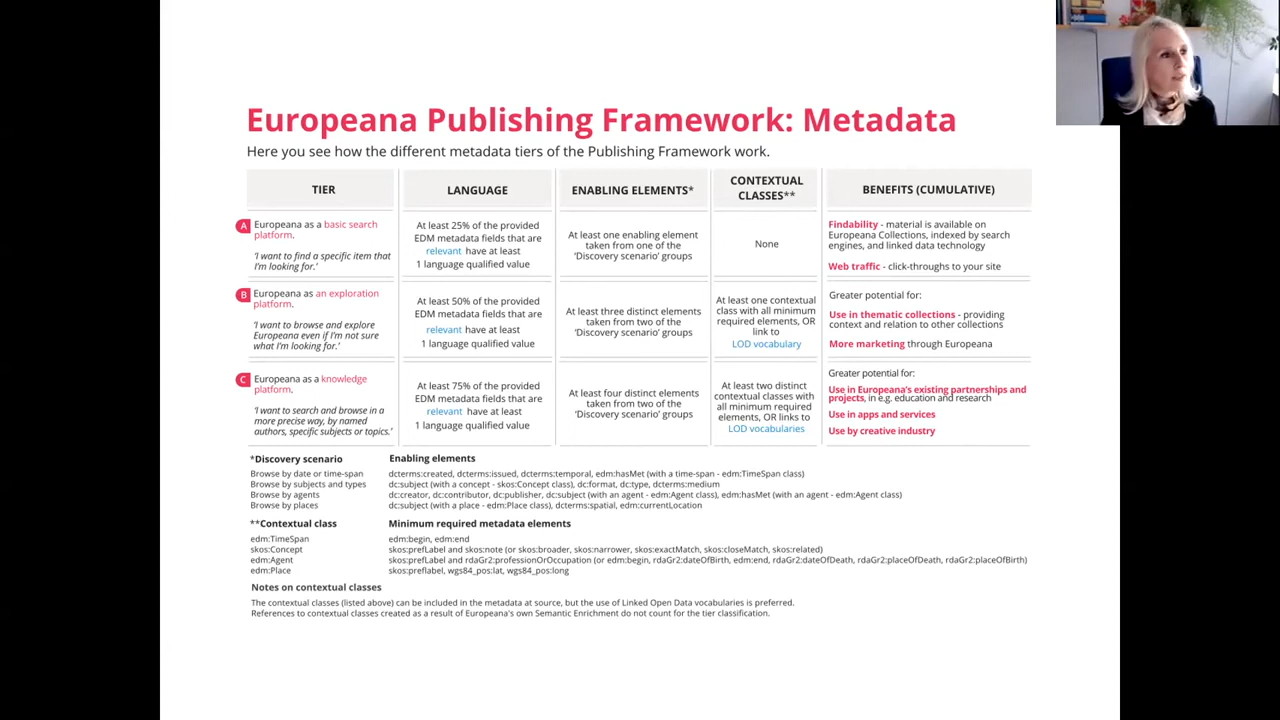 Europeana Publishing Framework: Metadata
Here you see how the different metadata tiers of the Publishing Framework work.
TIER
LANGUAGE
ENABLING ELEMENTS*
CONTEXTUAL
CLASSES**
BENEFITS (CUMULATIVE)
A
Europeana as a basic search
platform.
'I want to find a specific item that
I'm looking for.'
At least 25% of the provided
EDM metadata fields that are
relevant have at least
1 language qualified value
At least one enabling element
taken from one of the
'Discovery scenario' groups
None
Findability - material is available on
Europeana Collections, indexed by search
engines, and linked data technology
Web traffic - click-throughs to your site
B
Europeana as an exploration
platform.
'I want to browse and explore
Europeana even if I'm not sure
what I'm looking for.'
At least 50% of the provided
EDM metadata fields that are
relevant have at least
1 language qualified value
At least three distinct elements
taken from two of the
'Discovery scenario' groups
At least one contextual
class with all minimum
required elements, OR
link to
LOD vocabulary
Greater potential for:
Use in thematic collections - providing
context and relation to other collections
More marketing through Europeana
C
Europeana as a knowledge
platform.
'I want to search and browse in a
more precise way, by named
authors, specific subjects or topics.'
At least 75% of the provided
EDM metadata fields that are
relevant have at least
1 language qualified value
At least four distinct elements
taken from two of the
'Discovery scenario' groups
At least two distinct
contextual classes with
all minimum required
elements, OR links to
LOD vocabularies
Greater potential for:
Use in Europeana's existing partnerships and
projects, in e.g. education and research
Use in apps and services
Use by creative industry
*Discovery scenario Enabling elements
Browse by date or time-span dcterms:created, dcterms:issued, dcterms:temporal, edm:hasMet (with a time-span - edm:TimeSpan class)
Browse by subjects and types dc:subject (with a concept - skos:Concept class), dc:format, dc:type, dcterms:medium
Browse by agents dc:creator, dc:contributor, dc:publisher, dc:subject (with an agent - edm:Agent class), edm:hasMet (with an agent - edm:Agent class)
Browse by places dc:subject (with a place - edm:Place class), dcterms:spatial, edm:currentLocation
**Contextual class Minimum required metadata elements
edm:TimeSpan edm:begin, edm:end
skos:Concept skos:prefLabel and skos:note (or skos:broader, skos:narrower, skos:exactMatch, skos:closeMatch, skos:related)
edm:Agent skos:prefLabel and rdaGr2:professionOrOccupation (or edm:begin, rdaGr2:dateOfBirth, edm:end, rdaGr2:dateOfDeath, rdaGr2:placeOfDeath, rdaGr2:placeOfBirth)
edm:Place skos:preflabel, wgs84_pos:lat, wgs84_pos:long
Notes on contextual classes
The contextual classes (listed above) can be included in the metadata at source, but the use of Linked Open Data vocabularies is preferred.
References to contextual classes created as a result of Europeana's own Semantic Enrichment do not count for the tier classification.